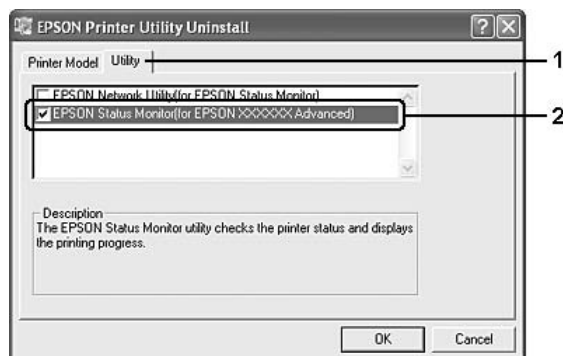 EPSON Printer Utility Uninstall
Printer Model Utility
1
EPSON Network Utility(for EPSON Status Monitor)
EPSON Status Monitor(for EPSON XXXXXX Advanced)
2
Description
The EPSON Status Monitor utility checks the printer status and displays
the printing progress.
OK Cancel